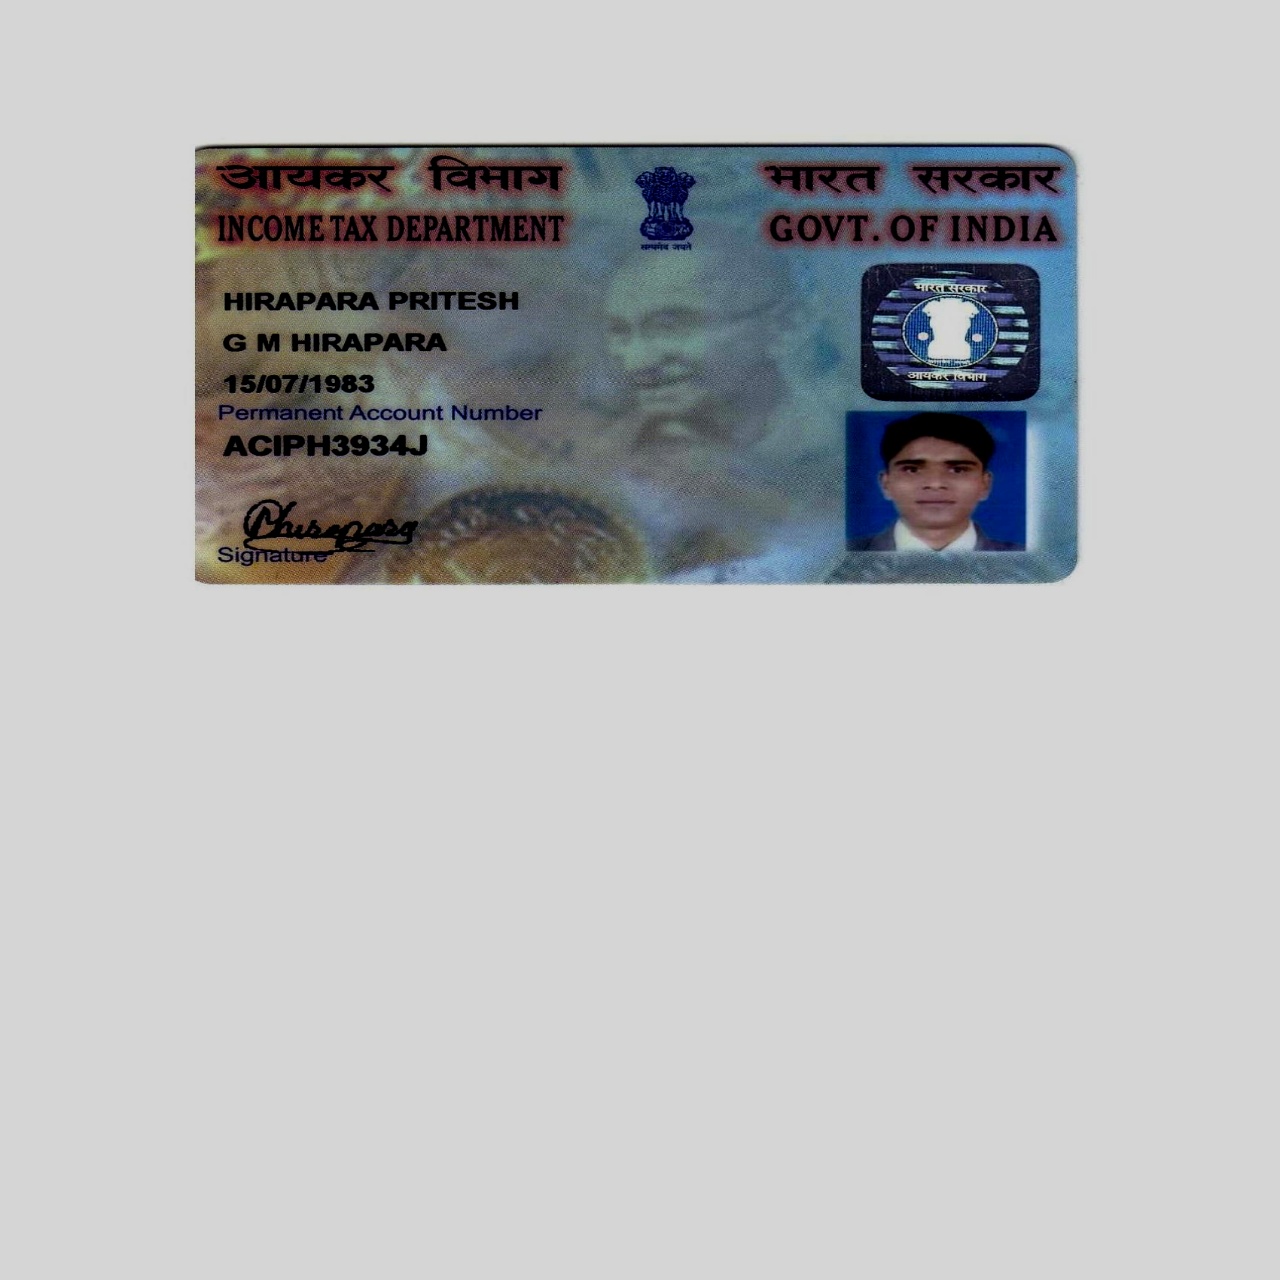 आयकर विभाग
INCOME TAX DEPARTMENT
सत्यमेव जयते
भारत सरकार
GOVT. OF INDIA
HIRAPARA PRITESH
G M HIRAPARA
15/07/1983
Permanent Account Number
ACIPH3934J
Signature
भारत सरकार
आयकर विभाग